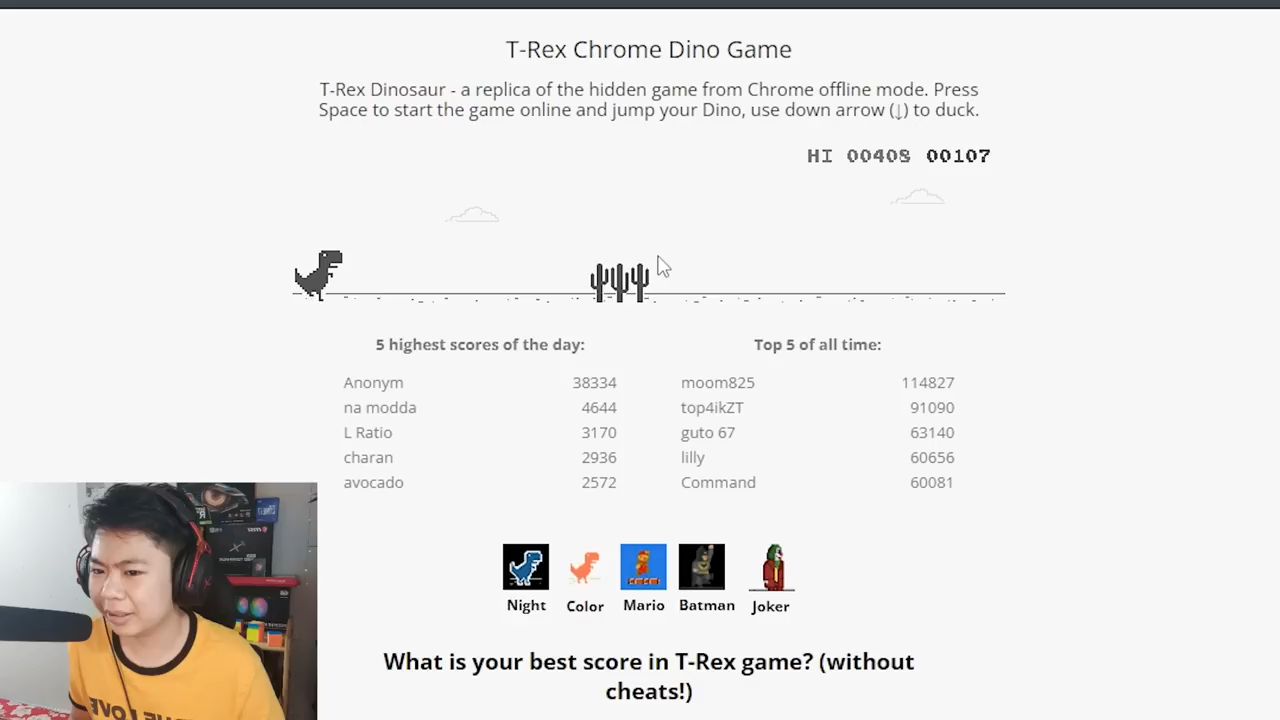 T-Rex Chrome Dino Game
T-Rex Dinosaur - a replica of the hidden game from Chrome offline mode. Press
Space to start the game online and jump your Dino, use down arrow (↓) to duck.
HI 00408 00107
5 highest scores of the day:
Anonym 38334
na modda 4644
L Ratio 3170
charan 2936
avocado 2572
Top 5 of all time:
moom825 114827
top4ikZT 91090
guto 67 63140
lilly 60656
Command 60081
Night Color Mario Batman Joker
What is your best score in T-Rex game? (without
cheats!)